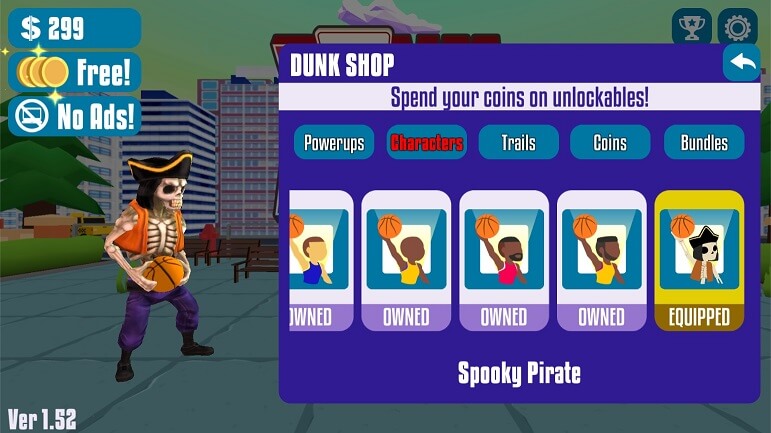 $ 299
Free!
No Ads!
DUNK SHOP
Spend your coins on unlockables!
Powerups Characters Trails Coins Bundles
OWNED OWNED OWNED OWNED EQUIPPED
Spooky Pirate
Ver 1.52